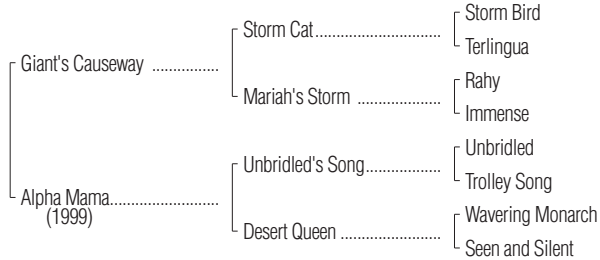 Storm Bird
Storm Cat..............................
Terlingua
Giant's Causeway ................
Rahy
Mariah's Storm ....................
Immense
Unbridled
Unbridled's Song..................
Trolley Song
Alpha Mama..........................
(1999)
Wavering Monarch
Desert Queen ........................
Seen and Silent